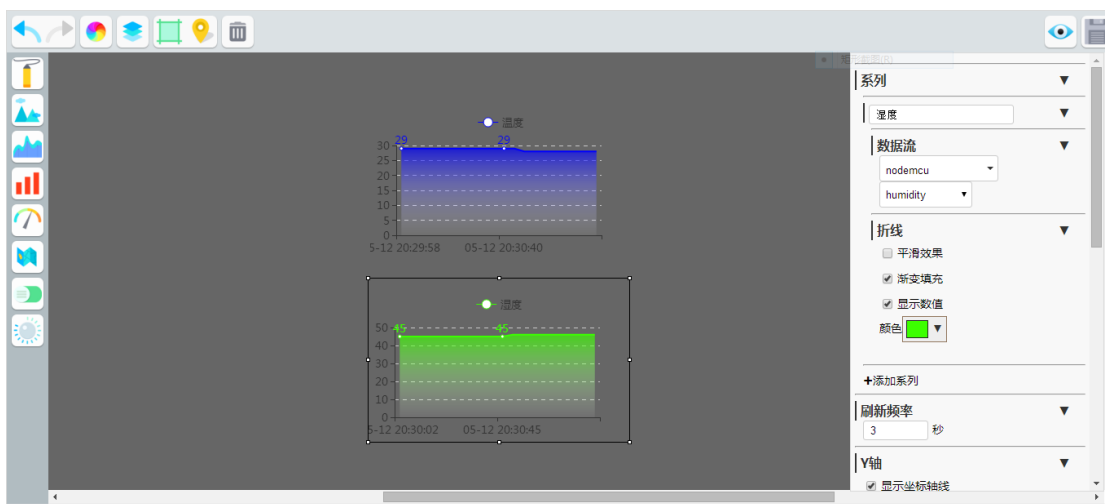 温度
29 29
30
25
20
15
10
5
0
5-12 20:29:58 05-12 20:30:40
湿度
45 45
50
40
30
20
10
0
5-12 20:30:02 05-12 20:30:45
系列
湿度
数据流
nodemcu
humidity
折线
平滑效果
渐变填充
显示数值
颜色
+添加系列
刷新频率
3 秒
Y轴
显示坐标轴线